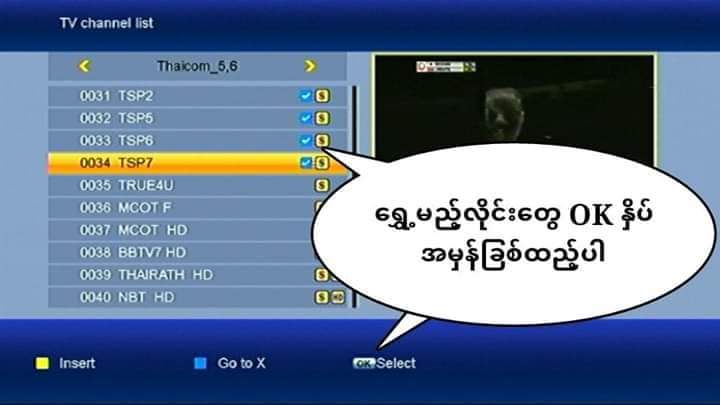 TV channel list
Thaicom_5,6
0031 TSP2
0032 TSP5
0033 TSP6
0034 TSP7
0035 TRUE4U
0036 MCOT F
0037 MCOT HD
0038 BBTV7 HD
0039 THAIRATH HD
0040 NBT HD
ရွှေ့မည့်လိုင်းတွေ OK နှိပ်
အမှန်ခြစ်ထည့်ပါ
Insert
Go to X
OK Select